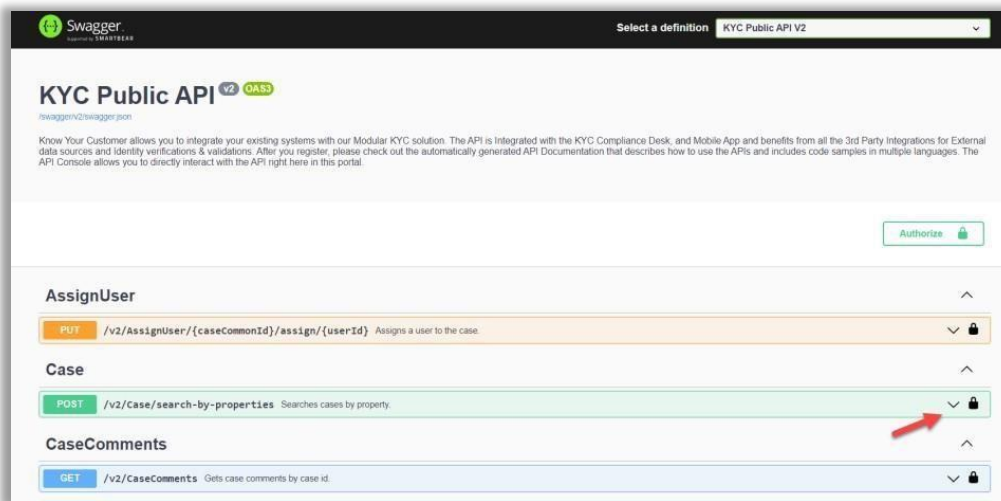 Swagger.
Supported by SMARTBEAR
Select a definition
KYC Public API V2
KYC Public API v2 OAS3
/swagger/v2/swagger.json
Know Your Customer allows you to integrate your existing systems with our Modular KYC solution. The API is Integrated with the KYC Compliance Desk, and Mobile App and benefits from all the 3rd Party Integrations for External
data sources and Identity verifications & validations. After you register, please check out the automatically generated API Documentation that describes how to use the APIs and includes code samples in multiple languages. The
API Console allows you to directly interact with the API right here in this portal.
Authorize
AssignUser
PUT /v2/AssignUser/{caseCommonId}/assign/{userId} Assigns a user to the case.
Case
POST /v2/Case/search-by-properties Searches cases by property.
CaseComments
GET /v2/CaseComments Gets case comments by case id.